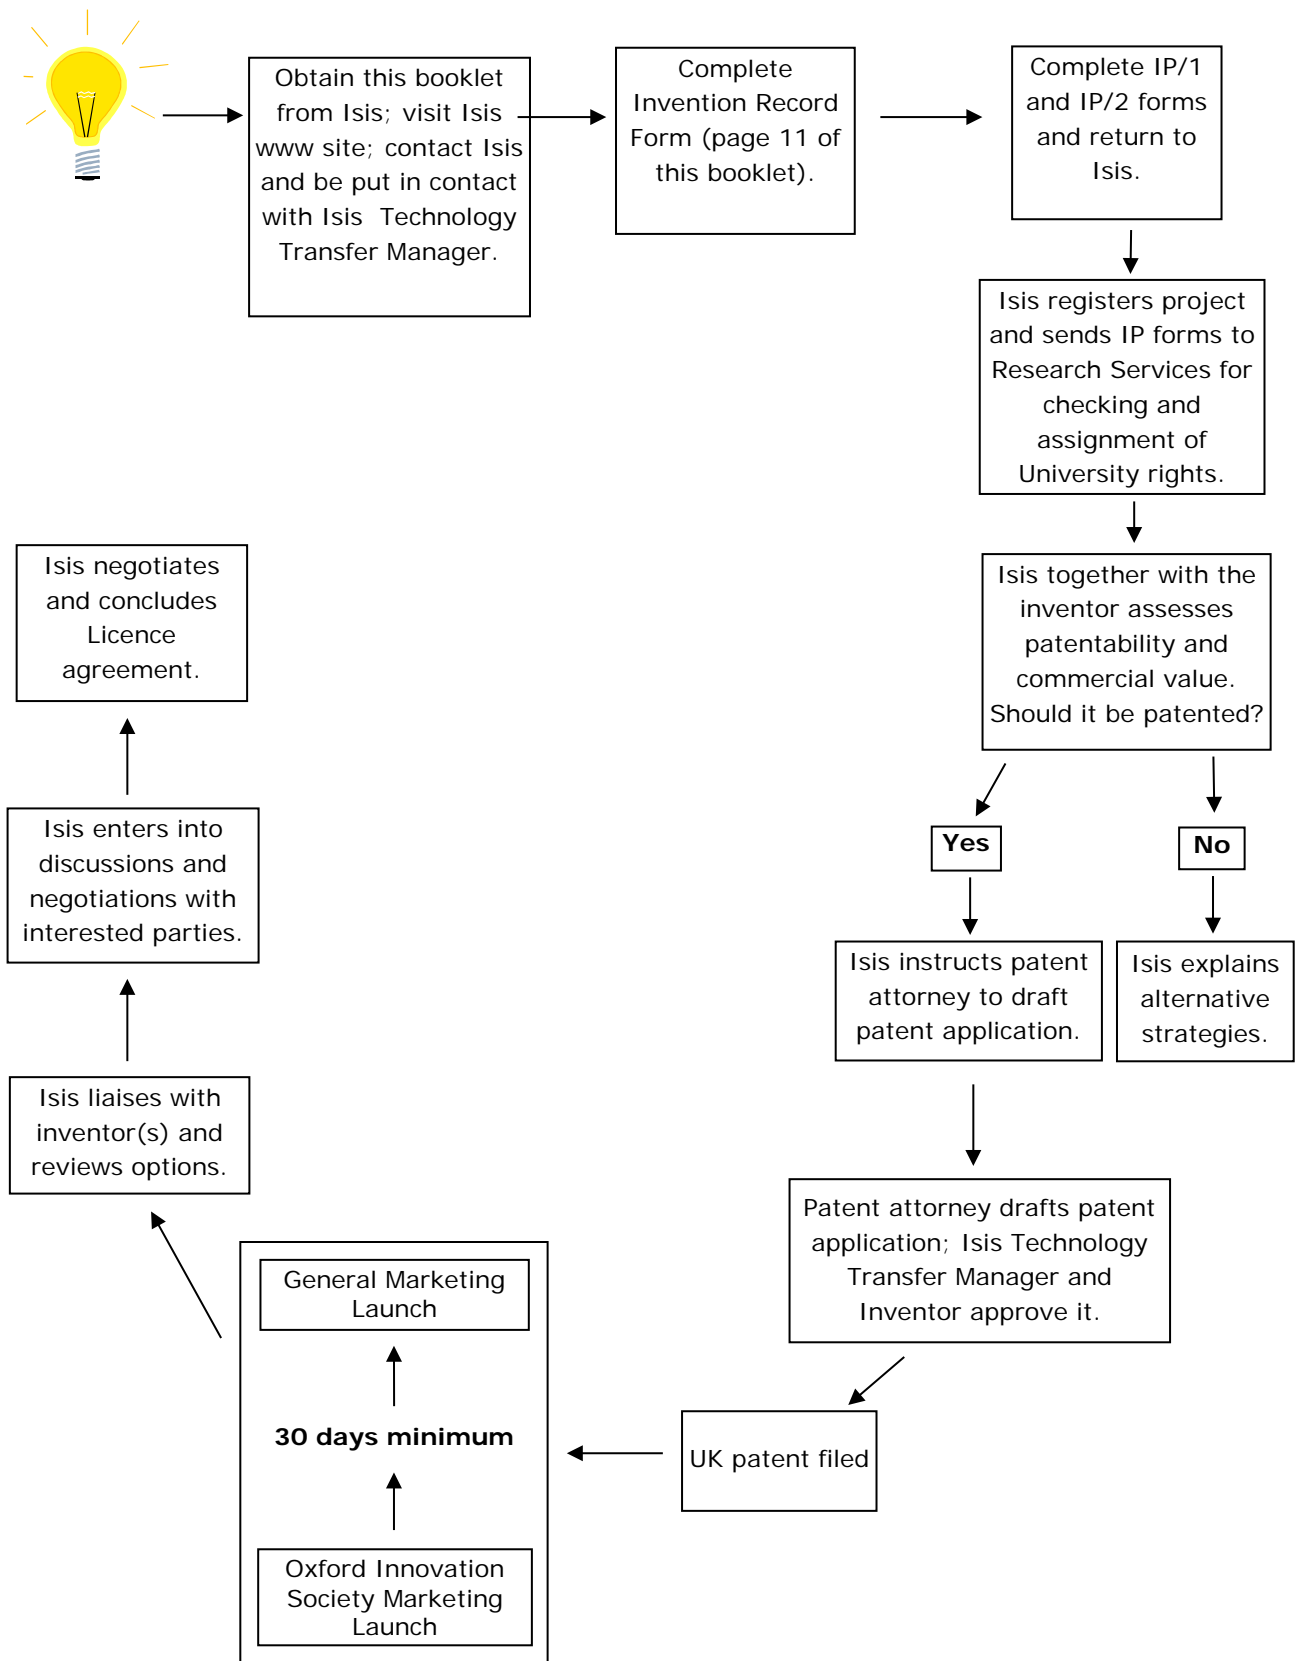 Obtain this booklet
from Isis; visit Isis
www site; contact Isis
and be put in contact
with Isis Technology
Transfer Manager.
Complete
Invention Record
Form (page 11 of
this booklet).
Complete IP/1
and IP/2 forms
and return to
Isis.
Isis registers project
and sends IP forms to
Research Services for
checking and
assignment of
University rights.
Isis together with the
inventor assesses
patentability and
commercial value.
Should it be patented?
Yes
No
Isis instructs patent
attorney to draft
patent application.
Isis explains
alternative
strategies.
Patent attorney drafts patent
application; Isis Technology
Transfer Manager and
Inventor approve it.
UK patent filed
Oxford Innovation
Society Marketing
Launch
30 days minimum
General Marketing
Launch
Isis liaises with
inventor(s) and
reviews options.
Isis enters into
discussions and
negotiations with
interested parties.
Isis negotiates
and concludes
Licence
agreement.